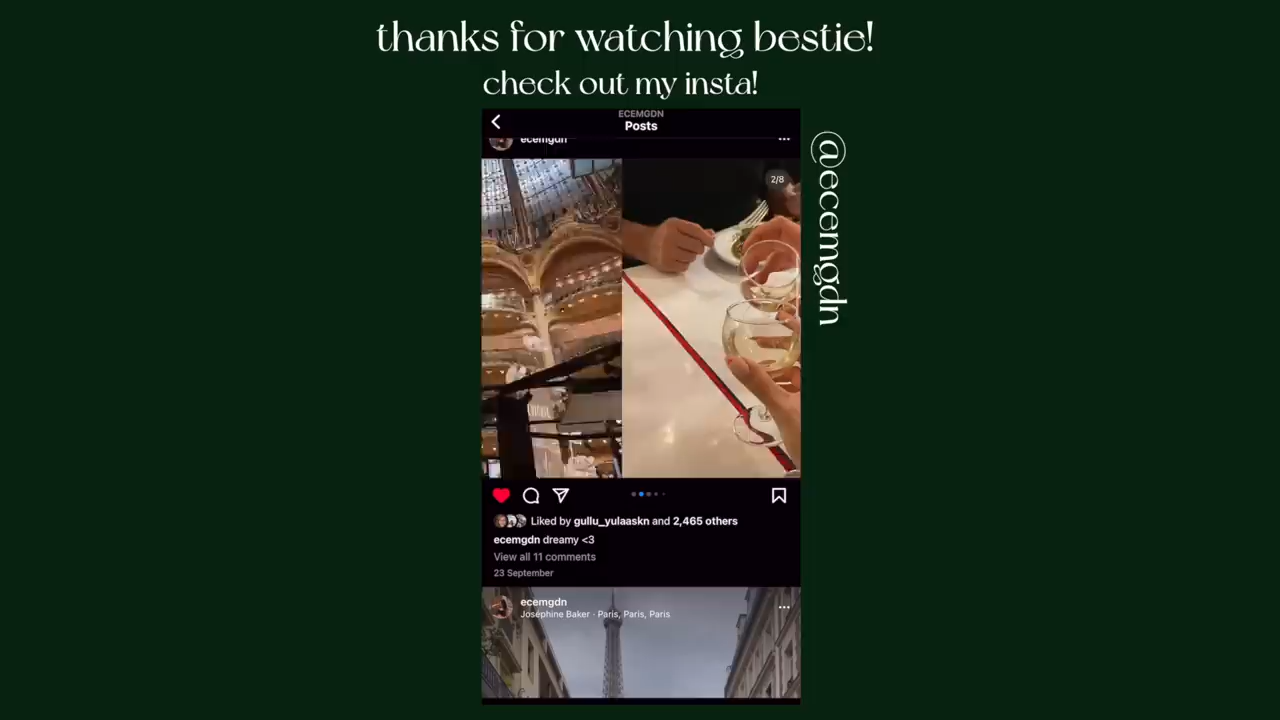 thanks for watching bestie!
check out my insta!
ECEMGDN
Posts
ecemgdn
2/8
@ecemgdn
Liked by gullu_yulaaskn and 2,465 others
ecemgdn dreamy <3
View all 11 comments
23 September
ecemgdn
Joséphine Baker · Paris, Paris, Paris